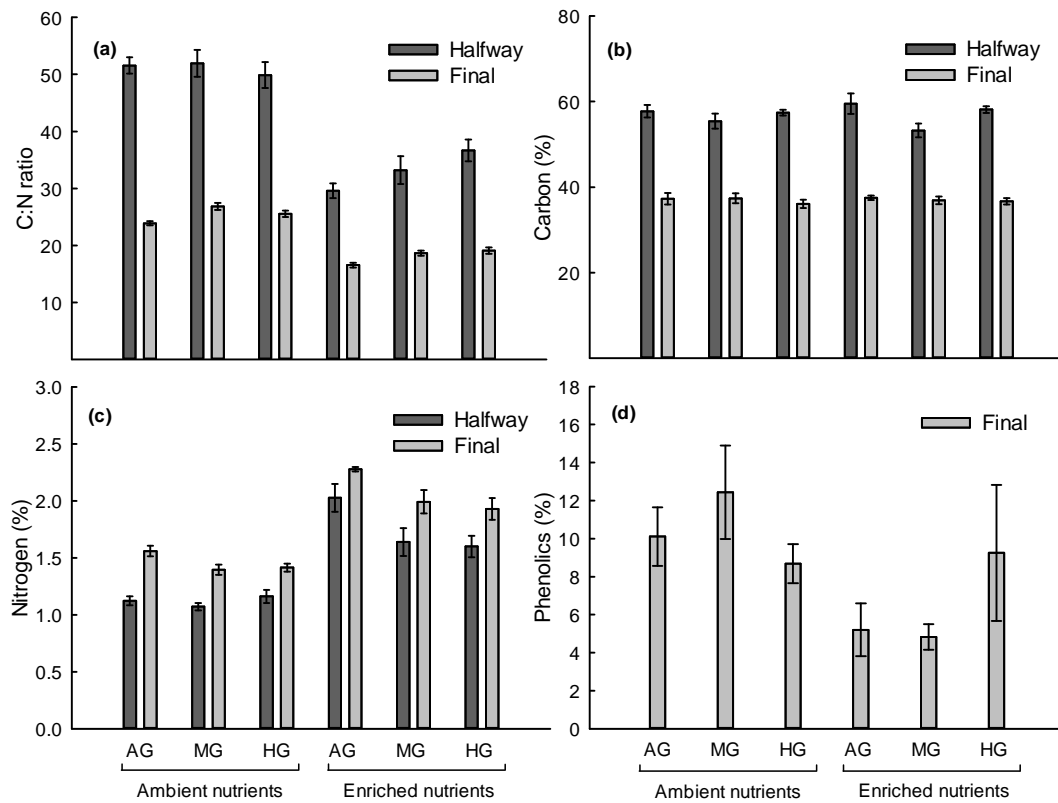 (a)
Halfway
Final
C:N ratio
60
50
40
30
20
10
(b)
Halfway
Final
Carbon (%)
80
60
40
20
0
(c)
Halfway
Final
Nitrogen (%)
3.0
2.5
2.0
1.5
1.0
0.5
0.0
AG MG HG AG MG HG
Ambient nutrients Enriched nutrients
(d)
Final
Phenolics (%)
18
16
14
12
10
8
6
4
2
0
AG MG HG AG MG HG
Ambient nutrients Enriched nutrients